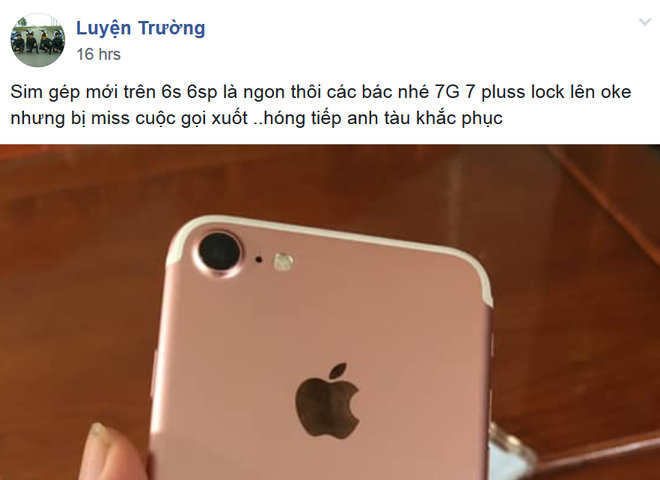 Luyện Trường
16 hrs
Sim gép mới trên 6s 6sp là ngon thôi các bác nhé 7G 7 pluss lock lên oke
nhưng bị miss cuộc gọi xuốt ..hóng tiếp anh tàu khắc phục